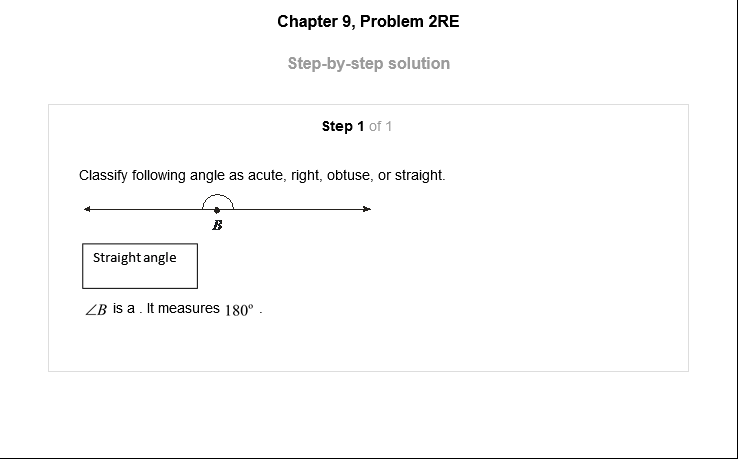 Chapter 9, Problem 2RE
Step-by-step solution
Step 1 of 1
Classify following angle as acute, right, obtuse, or straight.
B
Straight angle
∠B is a . It measures 180° .